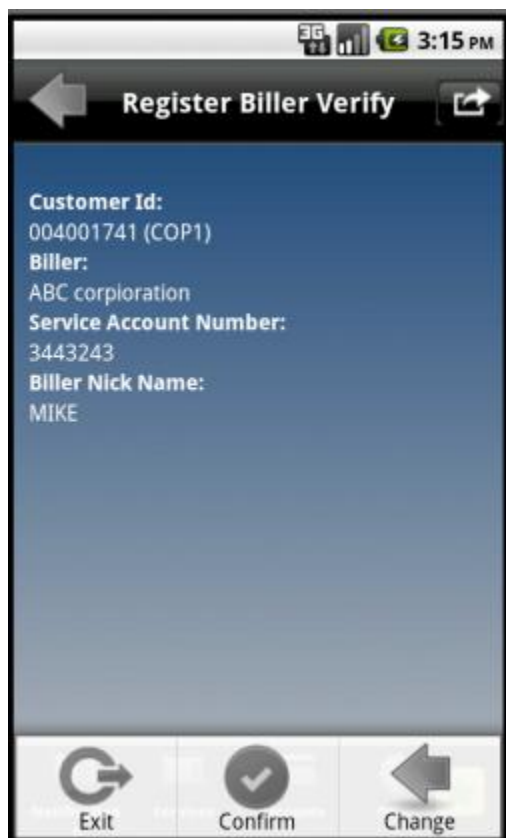 3G
3:15 PM
Register Biller Verify
Customer Id:
004001741 (COP1)
Biller:
ABC corpioration
Service Account Number:
3443243
Biller Nick Name:
MIKE
Exit
Confirm
Change